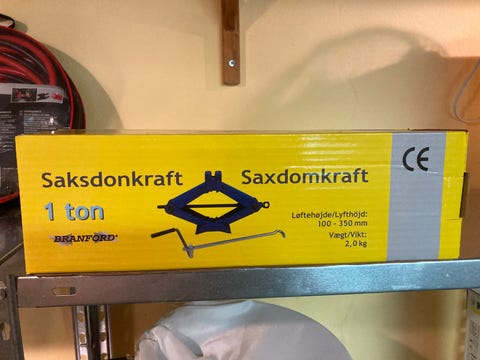 Saksdonkraft
Saxdomkraft
1 ton
BRANFORD
Løftehøjde/Lyfthöjd:
100 - 350 mm
Vægt/Vikt:
2,0 kg
CE